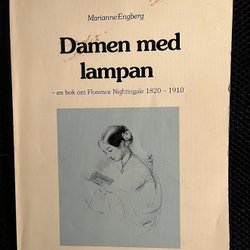 Marianne Engberg
Damen med
lampan
– en bok om Florence Nightingale 1820 – 1910